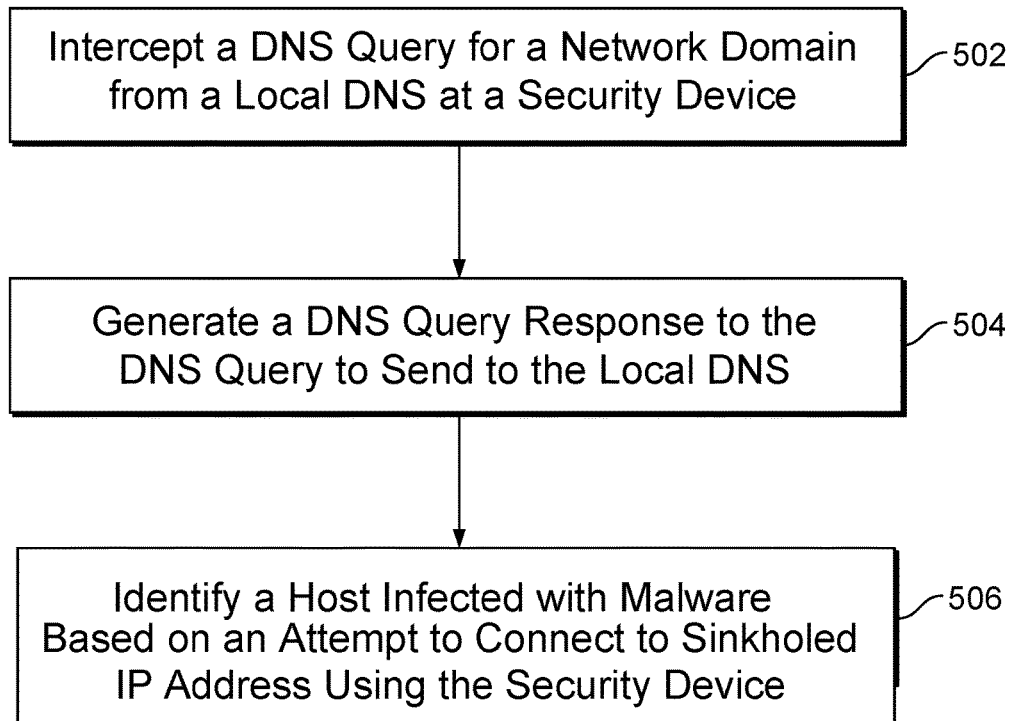 Intercept a DNS Query for a Network Domain
from a Local DNS at a Security Device
502
Generate a DNS Query Response to the
DNS Query to Send to the Local DNS
504
Identify a Host Infected with Malware
Based on an Attempt to Connect to Sinkholed
IP Address Using the Security Device
506